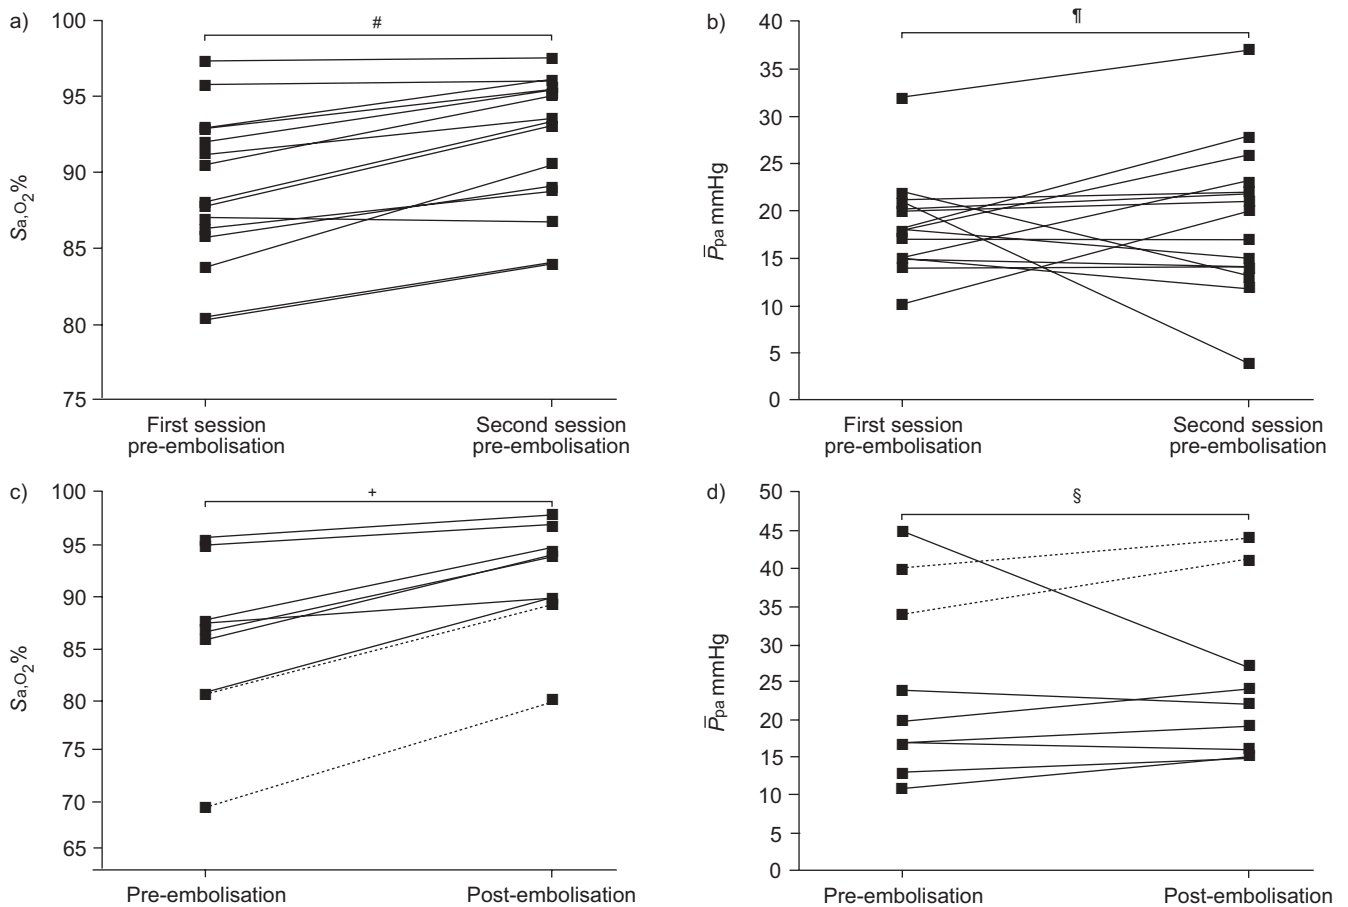 a)
#
100
95
90
85
80
75
Sa,O2%
First session
pre-embolisation
Second session
pre-embolisation
b)
¶
40
35
30
25
20
15
10
5
0
P̅pa mmHg
First session
pre-embolisation
Second session
pre-embolisation
c)
+
100
95
90
85
80
75
70
65
Sa,O2%
Pre-embolisation
Post-embolisation
d)
§
50
45
40
35
30
25
20
15
10
5
0
P̅pa mmHg
Pre-embolisation
Post-embolisation